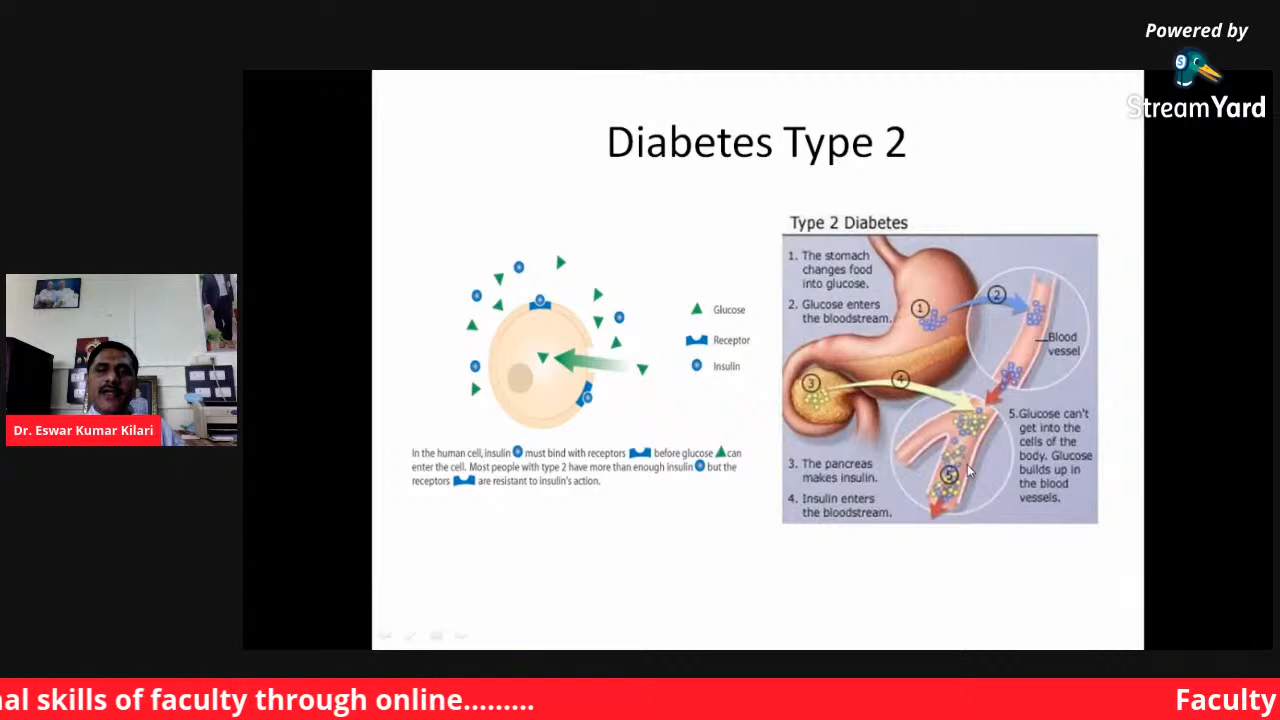 Powered by
S
StreamYard
Diabetes Type 2
Type 2 Diabetes
1. The stomach
changes food
into glucose.
2. Glucose enters
the bloodstream.
1
2
Blood
vessel
3
4
5
3. The pancreas
makes insulin.
4. Insulin enters
the bloodstream.
5.Glucose can't
get into the
cells of the
body. Glucose
builds up in
the blood
vessels.
Glucose
Receptor
Insulin
In the human cell, insulin must bind with receptors before glucose can
enter the cell. Most people with type 2 have more than enough insulin but the
receptors are resistant to insulin's action.
Dr. Eswar Kumar Kilari
nal skills of faculty through online.........
Faculty